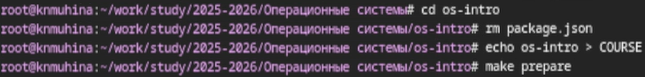 root@knmuhina:~/work/study/2025-2026/Операционные системы# cd os-intro
root@knmuhina:~/work/study/2025-2026/Операционные системы/os-intro# rm package.json
root@knmuhina:~/work/study/2025-2026/Операционные системы/os-intro# echo os-intro > COURSE
root@knmuhina:~/work/study/2025-2026/Операционные системы/os-intro# make prepare